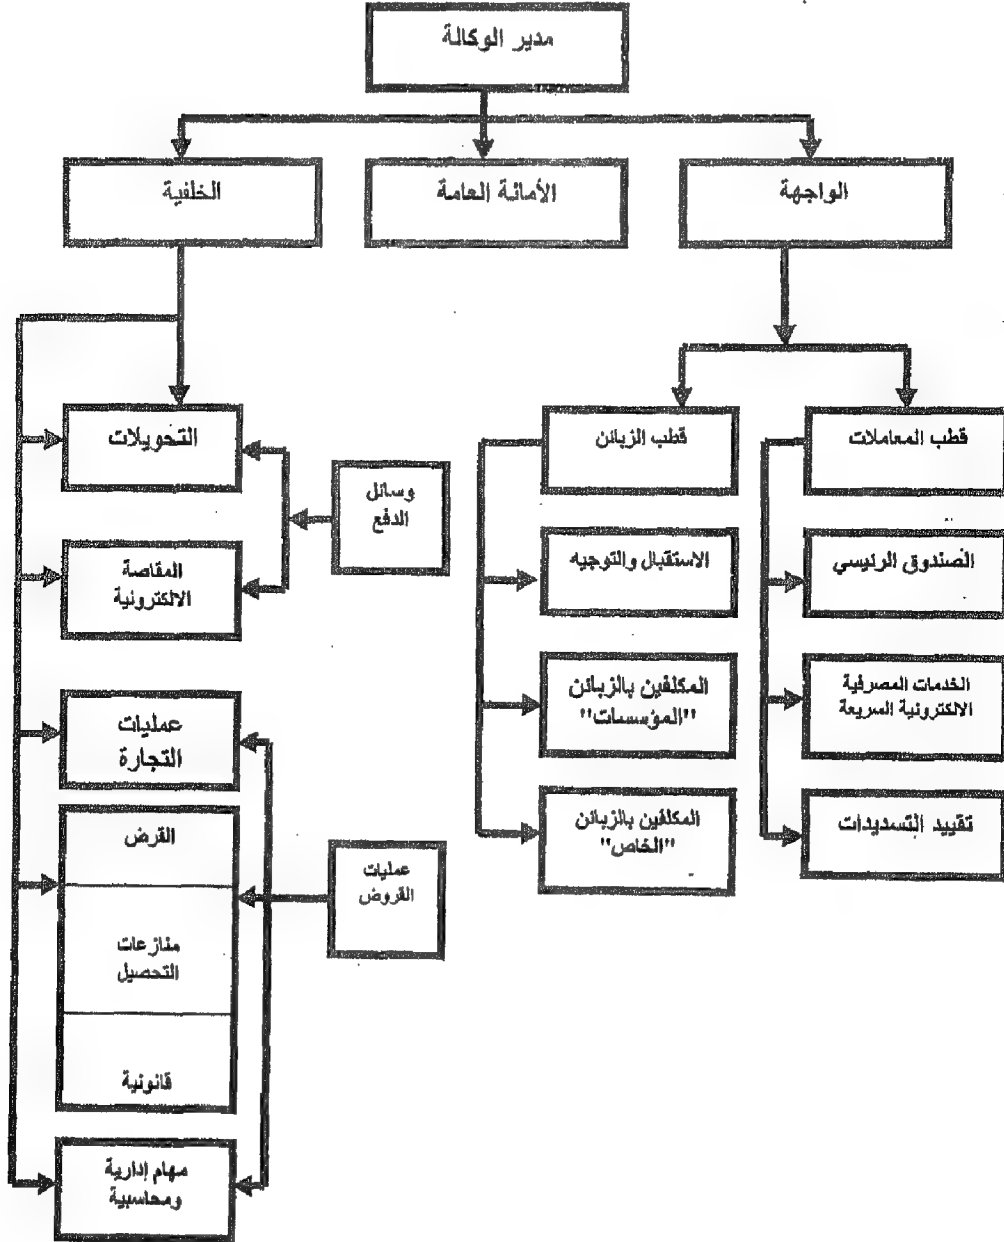 مدير الوكالة
الواجهة
الأمانة العامة
الخلفية
قطب المعاملات
الصندوق الرئيسي
الخدمات المصرفية
الالكترونية السريعة
تقييد التسديدات
قطب الزبائن
الاستقبال والتوجيه
المكلفين بالزبائن
"المؤسسات"
المكلفين بالزبائن
"الخاص"
وسائل
الدفع
التحويلات
المقاصة
الالكترونية
عمليات
القروض
عمليات
التجارة
القرض
منازعات
التحصيل
قانونية
مهام إدارية
ومحاسبية